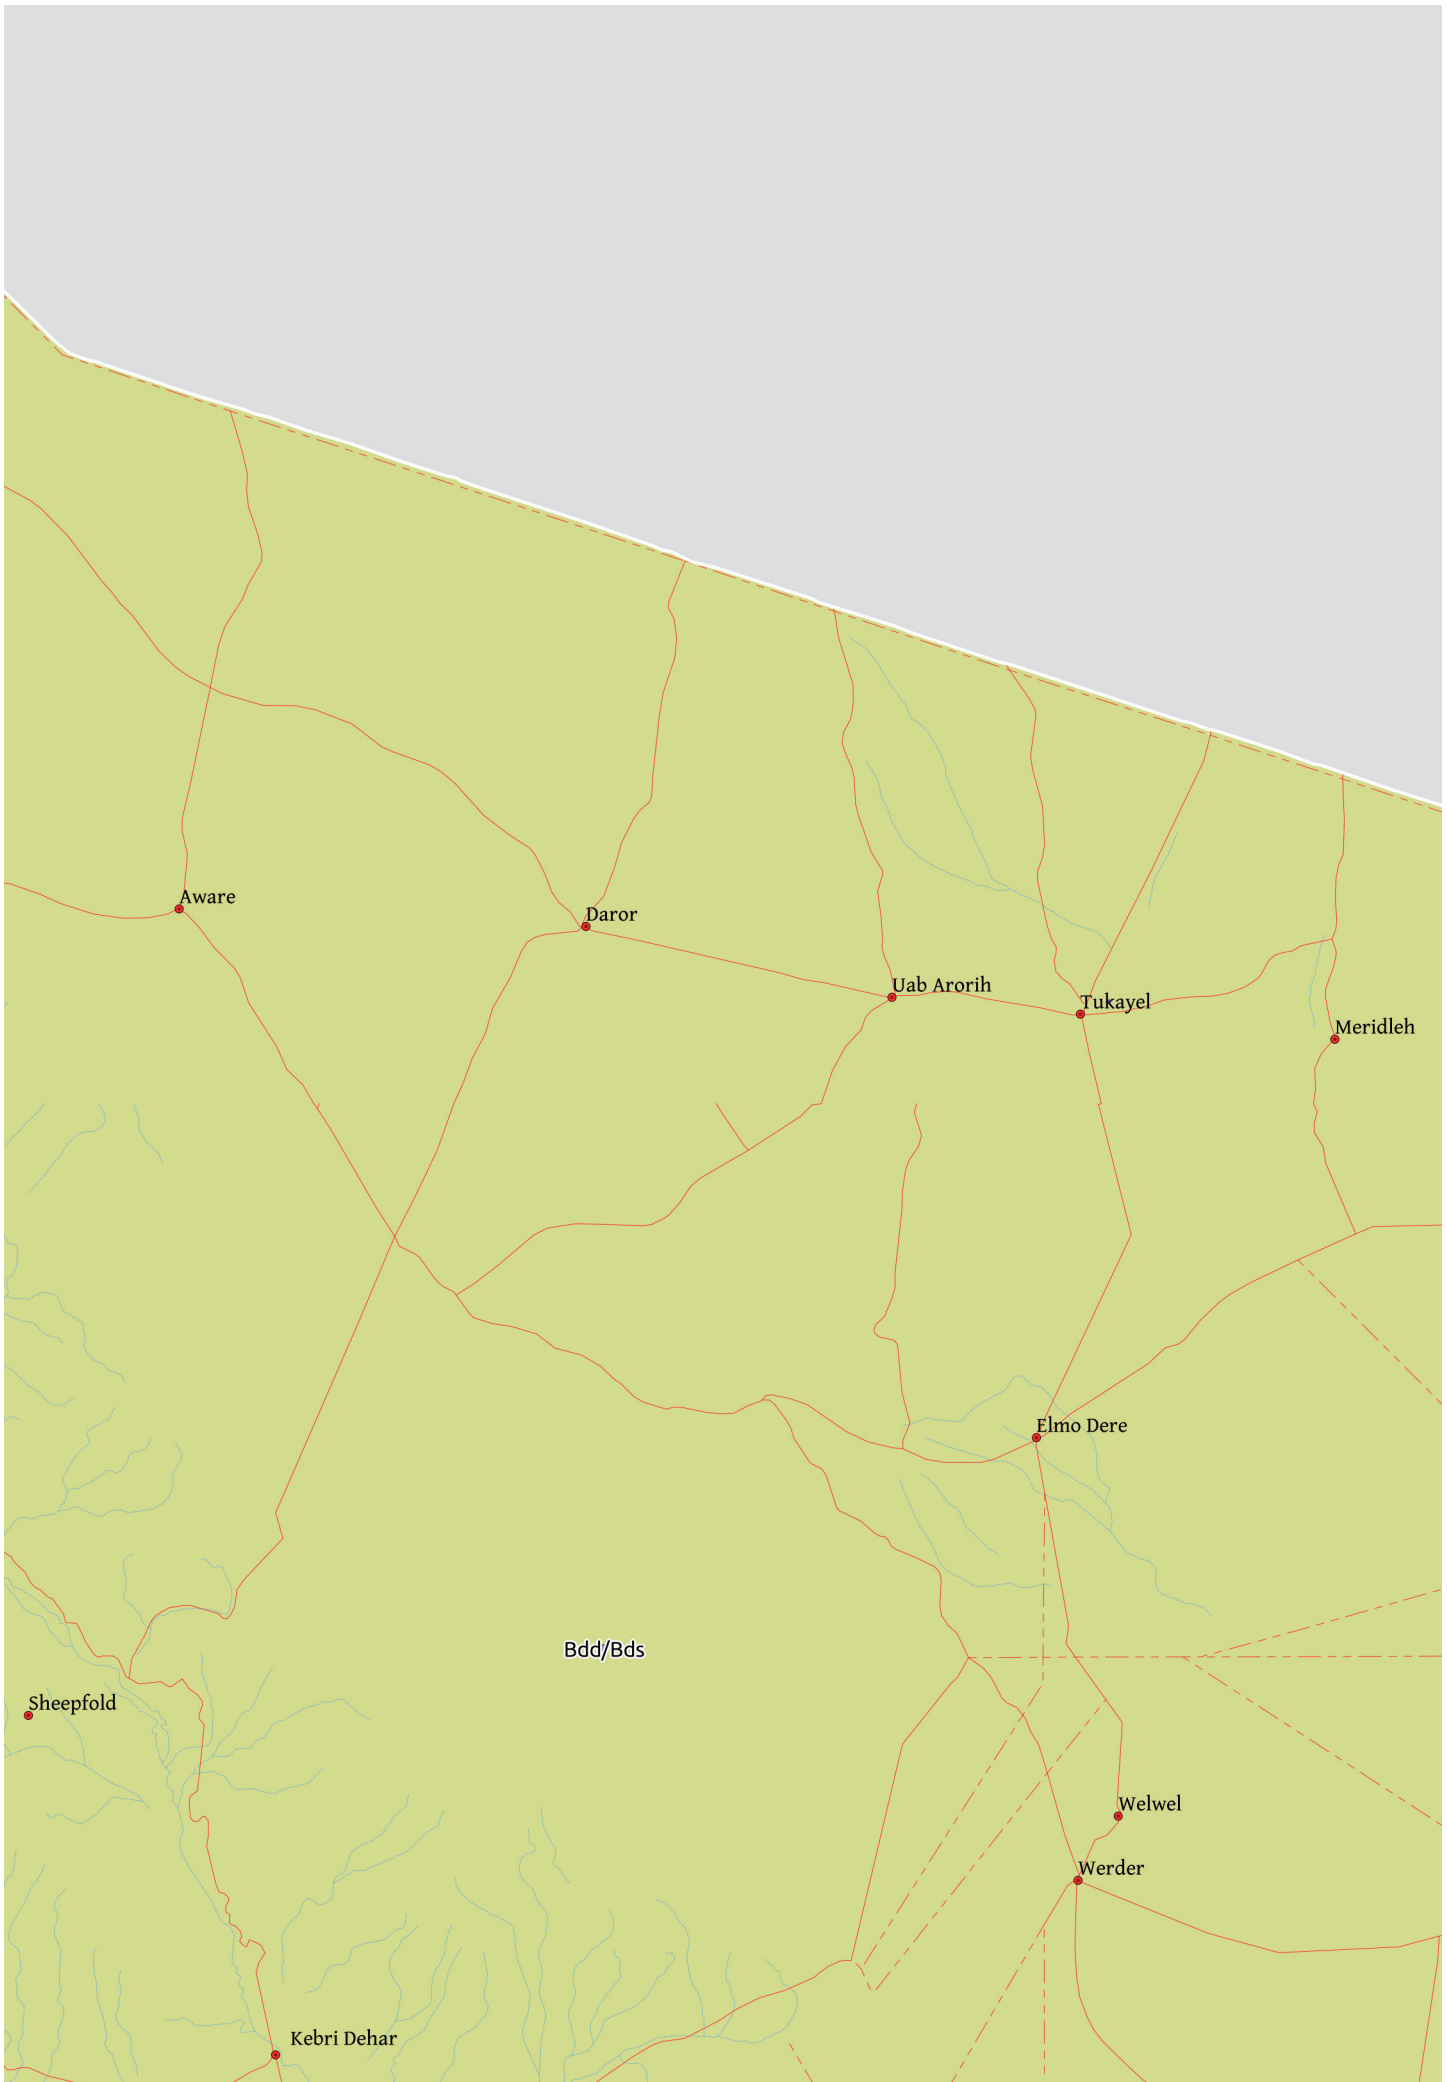 Aware
Daror
Uab Arorih
Tukayel
Meridleh
Elmo Dere
Bdd/Bds
Sheepfold
Welwel
Werder
Kebri Dehar